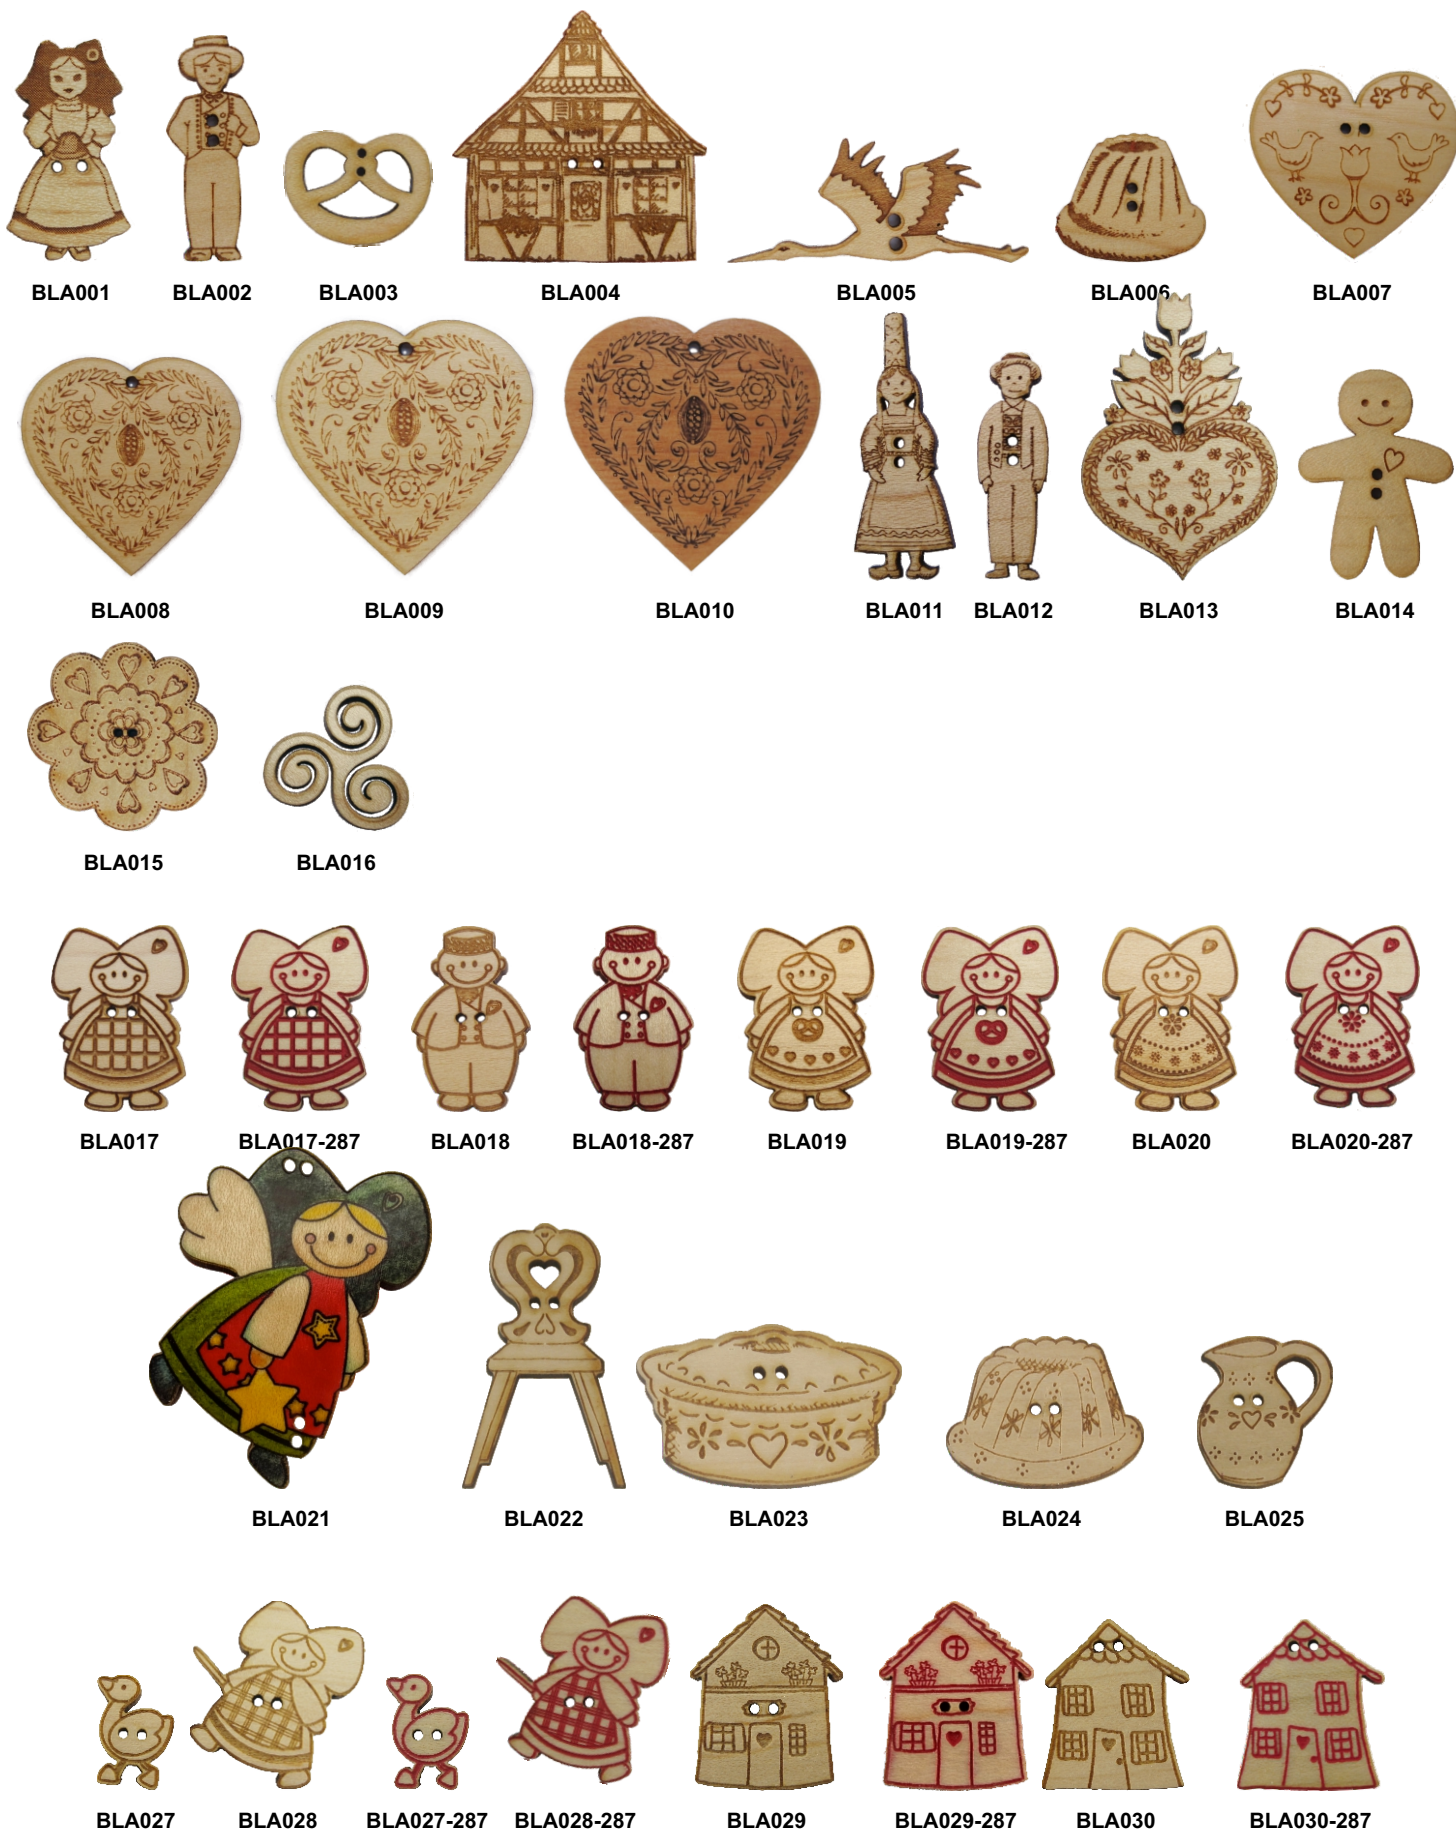 BLA001 BLA002 BLA003 BLA004 BLA005 BLA006 BLA007
BLA008 BLA009 BLA010 BLA011 BLA012 BLA013 BLA014
BLA015 BLA016
BLA017 BLA017-287 BLA018 BLA018-287 BLA019 BLA019-287 BLA020 BLA020-287
BLA021 BLA022 BLA023 BLA024 BLA025
BLA027 BLA028 BLA027-287 BLA028-287 BLA029 BLA029-287 BLA030 BLA030-287